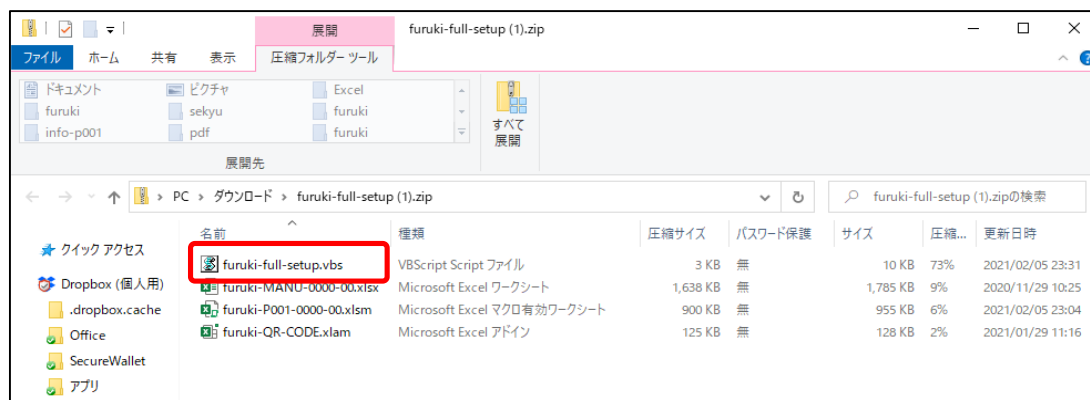 展開
furuki-full-setup (1).zip
ファイル ホーム 共有 表示 圧縮フォルダー ツール
ドキュメント ピクチャ Excel
furuki sekyu furuki
info-p001 pdf furuki
すべて
展開
展開先
PC › ダウンロード › furuki-full-setup (1).zip
furuki-full-setup (1).zipの検索
名前 種類 圧縮サイズ パスワード保護 サイズ 圧縮... 更新日時
クイック アクセス
furuki-full-setup.vbs VBScript Script ファイル 3 KB 無 10 KB 73% 2021/02/05 23:31
Dropbox (個人用)
furuki-MANU-0000-00.xlsx Microsoft Excel ワークシート 1,638 KB 無 1,785 KB 9% 2020/11/29 10:25
.dropbox.cache
furuki-P001-0000-00.xlsm Microsoft Excel マクロ有効ワークシート 900 KB 無 955 KB 6% 2021/02/05 23:04
Office
furuki-QR-CODE.xlam Microsoft Excel アドイン 125 KB 無 128 KB 2% 2021/01/29 11:16
SecureWallet
アプリ